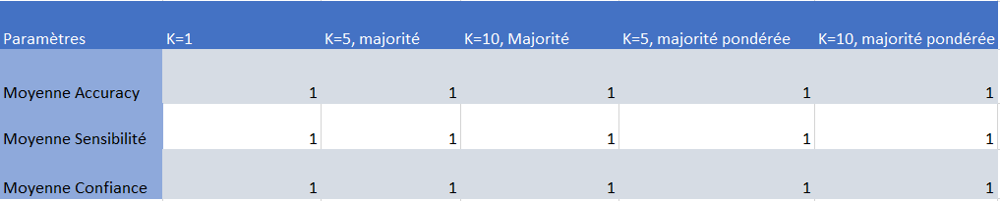 Paramètres K=1 K=5, majorité K=10, Majorité K=5, majorité pondérée K=10, majorité pondérée
Moyenne Accuracy 1 1 1 1 1
Moyenne Sensibilité 1 1 1 1 1
Moyenne Confiance 1 1 1 1 1